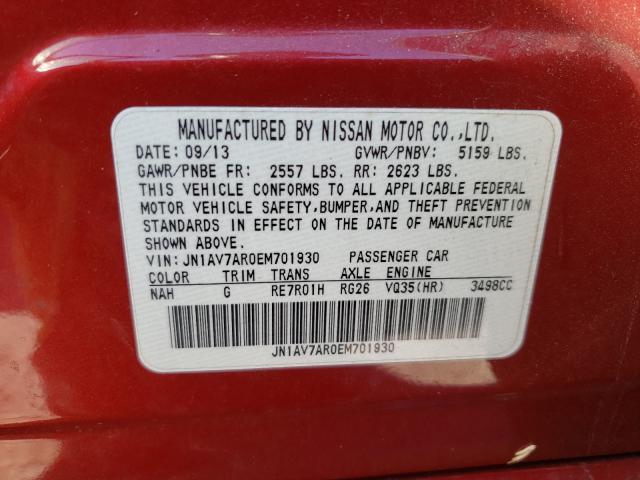 MANUFACTURED BY NISSAN MOTOR CO.,LTD.
DATE: 09/13 GVWR/PNBV: 5159 LBS.
GAWR/PNBE FR: 2557 LBS. RR: 2623 LBS.
THIS VEHICLE CONFORMS TO ALL APPLICABLE FEDERAL
MOTOR VEHICLE SAFETY,BUMPER,AND THEFT PREVENTION
STANDARDS IN EFFECT ON THE DATE OF MANUFACTURE
SHOWN ABOVE.
VIN: JN1AV7AR0EM701930 PASSENGER CAR
COLOR TRIM TRANS AXLE ENGINE
NAH G RE7R01H RG26 VQ35(HR) 3498CC
JN1AV7AR0EM701930